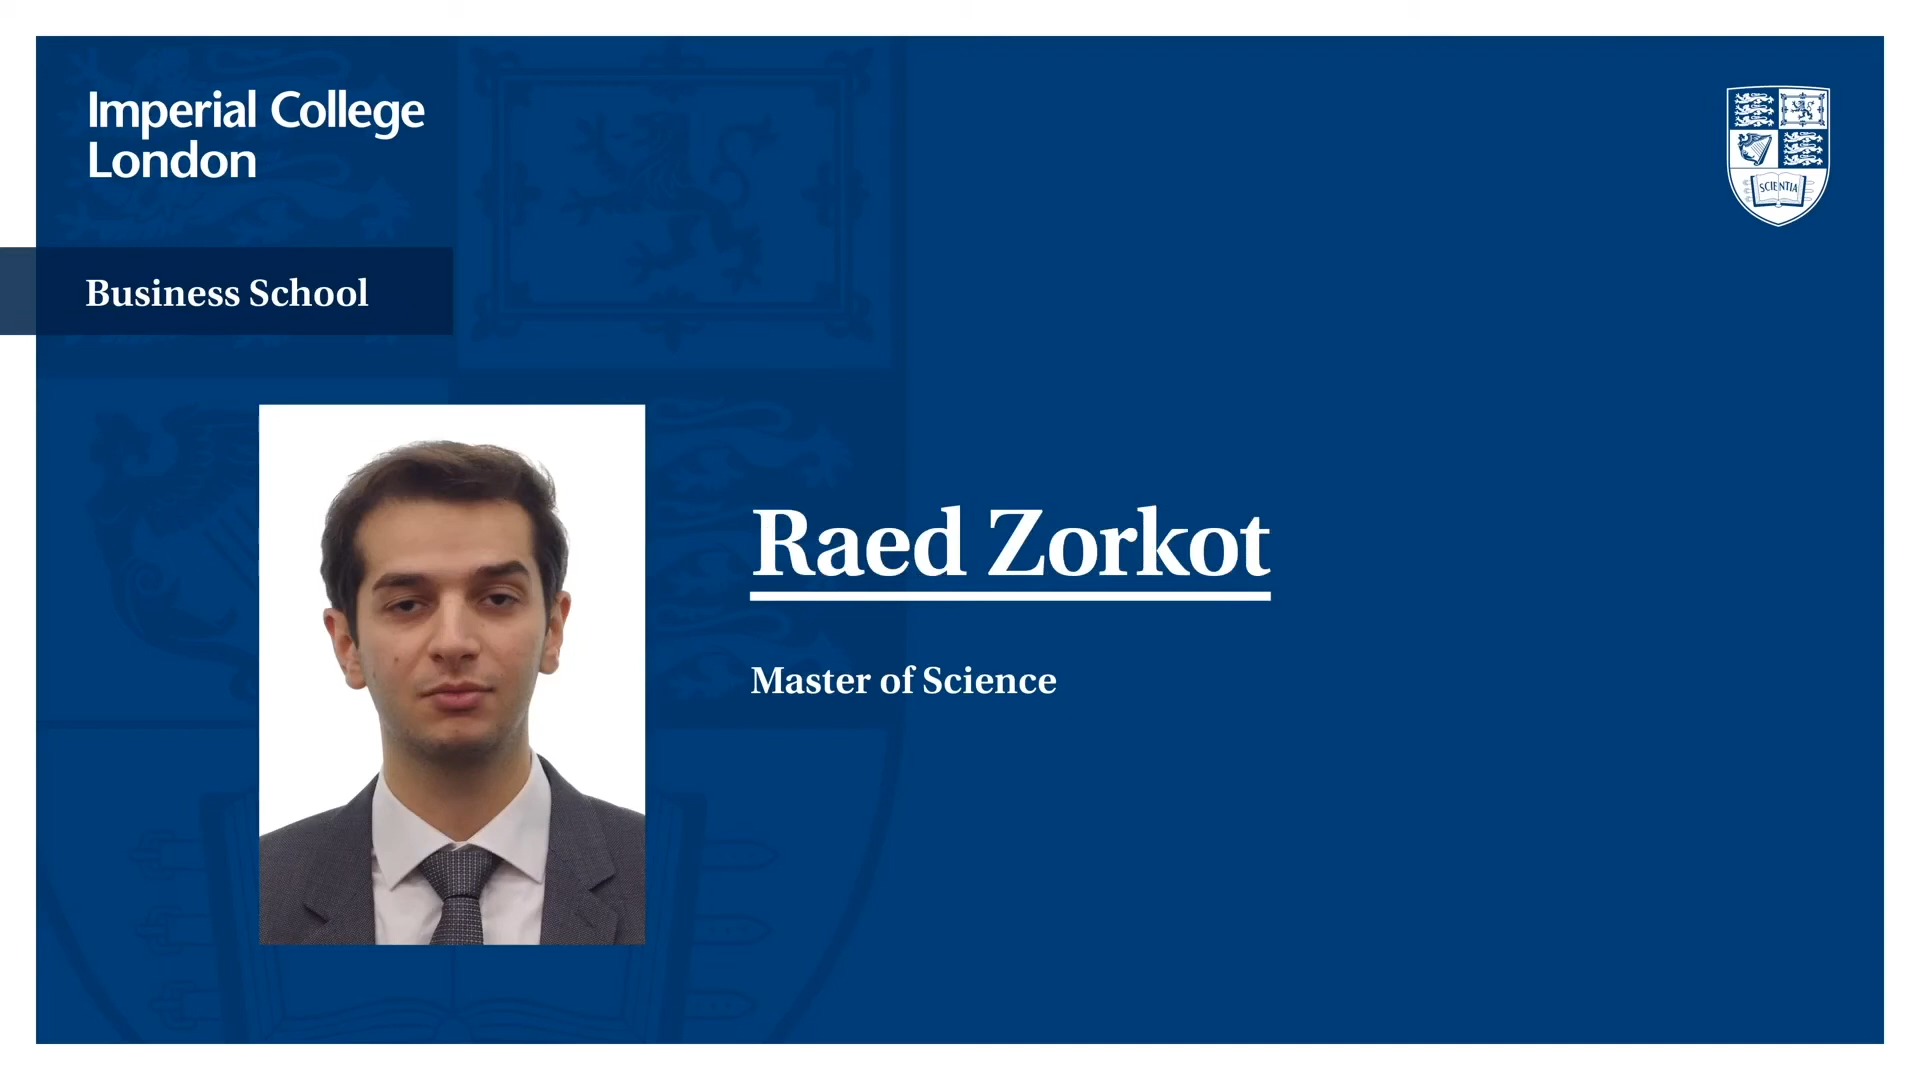 Imperial College
London
SCIENTIA
Business School
Raed Zorkot
Master of Science